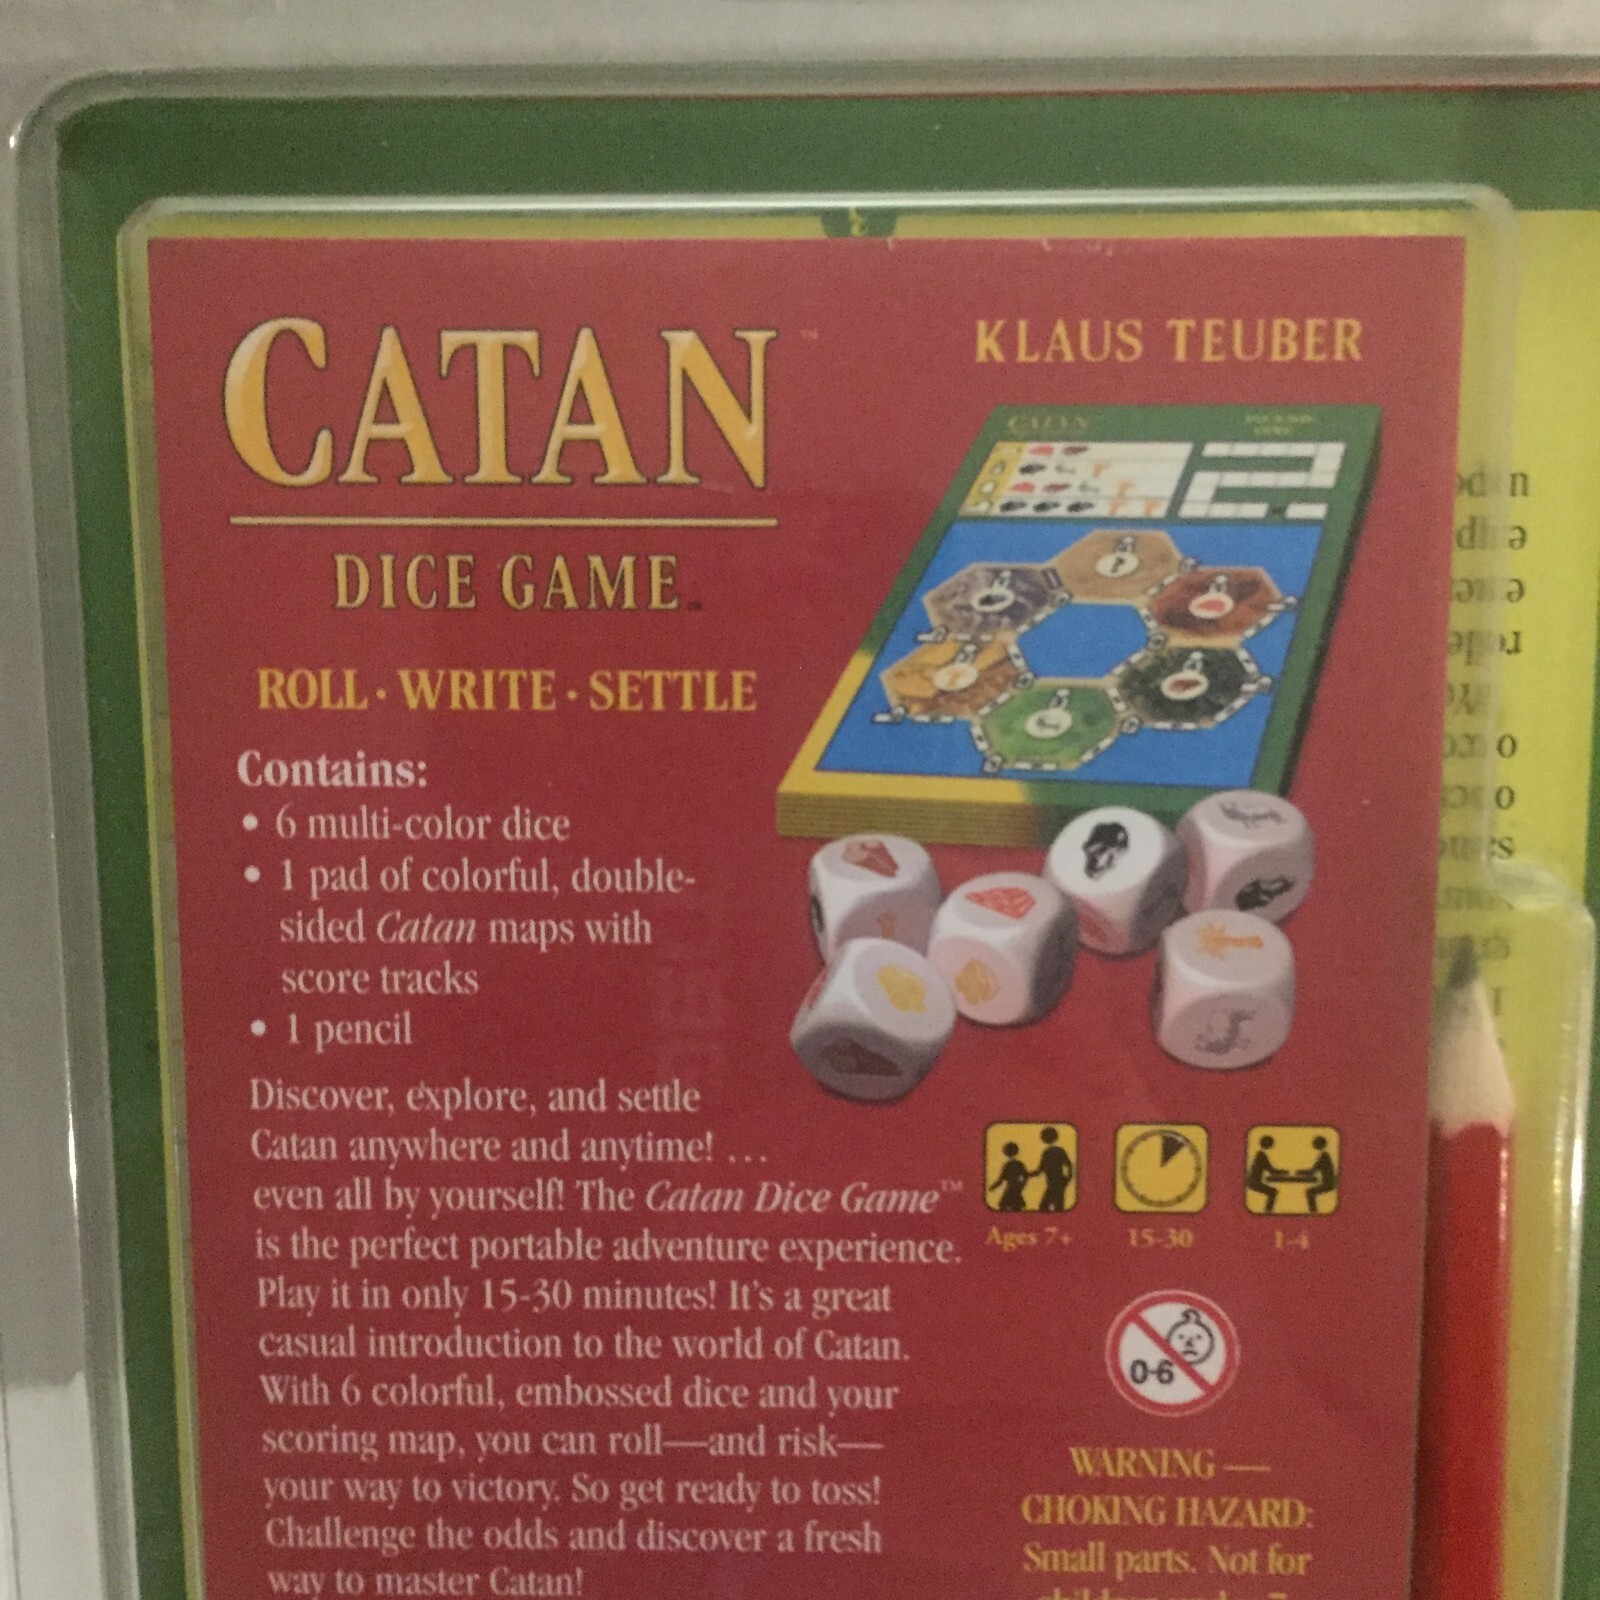 CATAN™
KLAUS TEUBER
DICE GAME™
ROLL · WRITE · SETTLE
CATAN
Contains:
• 6 multi-color dice
• 1 pad of colorful, double-
sided Catan maps with
score tracks
• 1 pencil
Discover, explore, and settle
Catan anywhere and anytime! ...
even all by yourself! The Catan Dice Game™
is the perfect portable adventure experience.
Play it in only 15-30 minutes! It's a great
casual introduction to the world of Catan.
With 6 colorful, embossed dice and your
scoring map, you can roll—and risk—
your way to victory. So get ready to toss!
Challenge the odds and discover a fresh
way to master Catan!
Ages 7+
15-30
1-4
0-6
WARNING —
CHOKING HAZARD:
Small parts. Not for